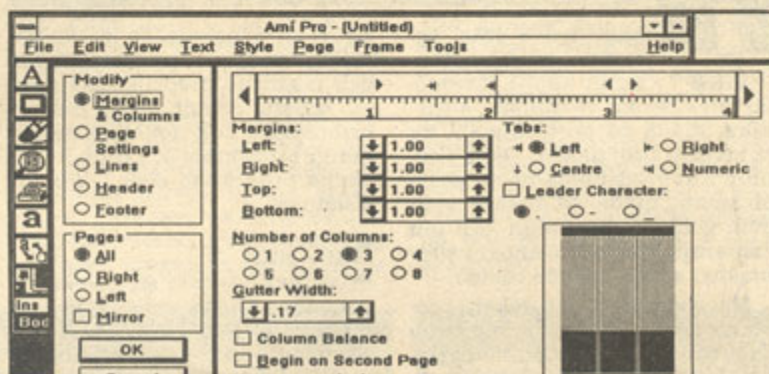 Amí Pro - [Untitled]
File Edit View Text Style Page Frame Tools Help
Modify
Margins
& Columns
Page
Settings
Lines
Header
Footer
Pages
All
Right
Left
Mirror
OK
A
a
Ins
Bod
1 2 3 4
Margins:
Left: 1.00
Right: 1.00
Top: 1.00
Bottom: 1.00
Number of Columns:
1 2 3 4
5 6 7 8
Gutter Width:
.17
Column Balance
Begin on Second Page
Tabs:
Left Right
Centre Numeric
Leader Character:
. - _